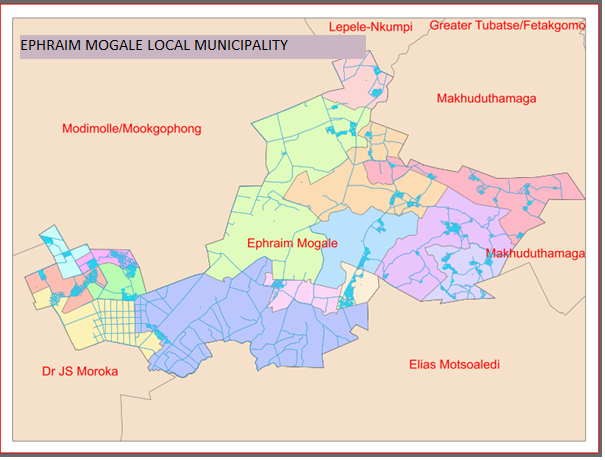 Lepele-Nkumpi
Greater Tubatse/Fetakgomo
EPHRAIM MOGALE LOCAL MUNICIPALITY
Makhuduthamaga
Modimolle/Mookgophong
Ephraim Mogale
Makhuduthamaga
Elias Motsoaledi
Dr JS Moroka